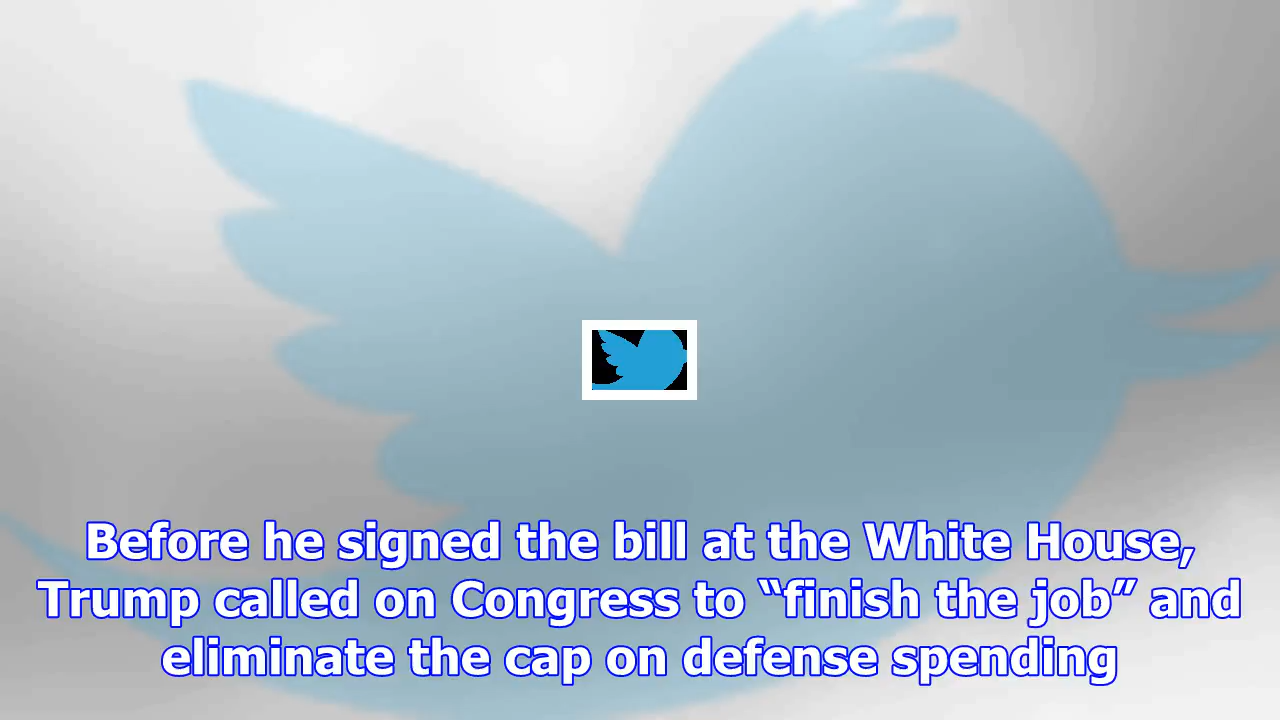 Before he signed the bill at the White House,
Trump called on Congress to “finish the job” and
eliminate the cap on defense spending